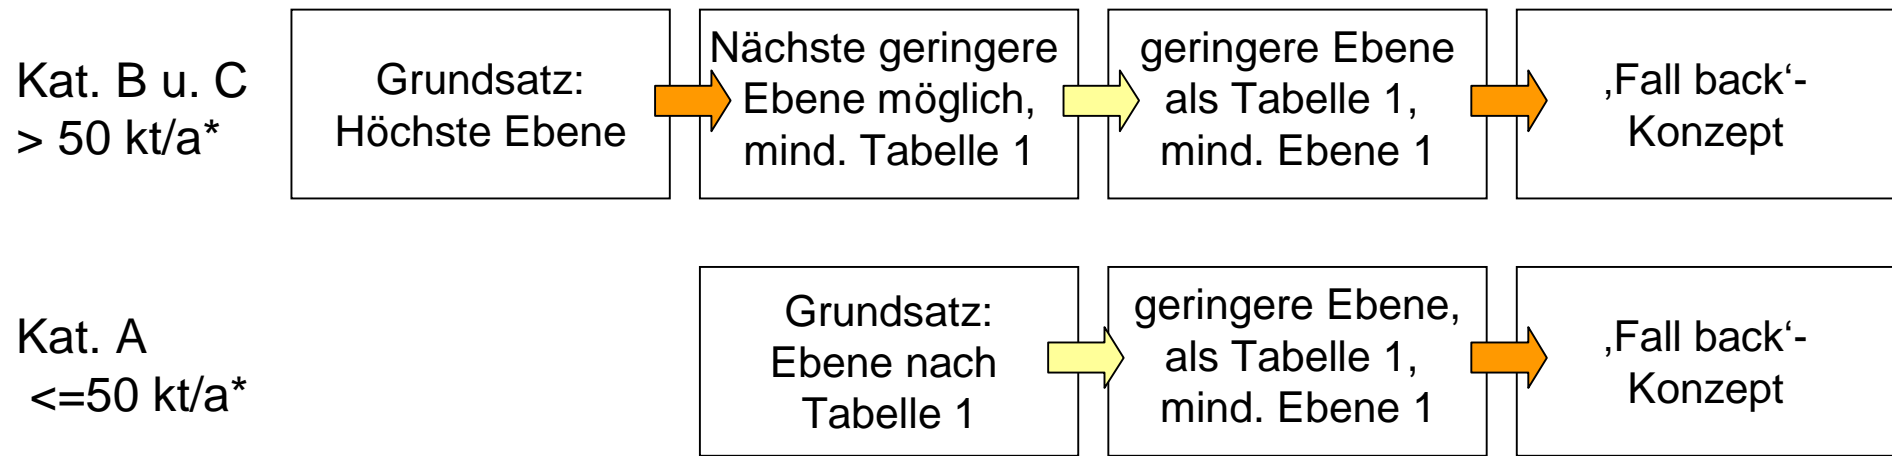 Kat. B u. C
> 50 kt/a*
Grundsatz:
Höchste Ebene
Nächste geringere
Ebene möglich,
mind. Tabelle 1
geringere Ebene
als Tabelle 1,
mind. Ebene 1
‚Fall back‘-
Konzept
Kat. A
<=50 kt/a*
Grundsatz:
Ebene nach
Tabelle 1
geringere Ebene,
als Tabelle 1,
mind. Ebene 1
‚Fall back‘-
Konzept